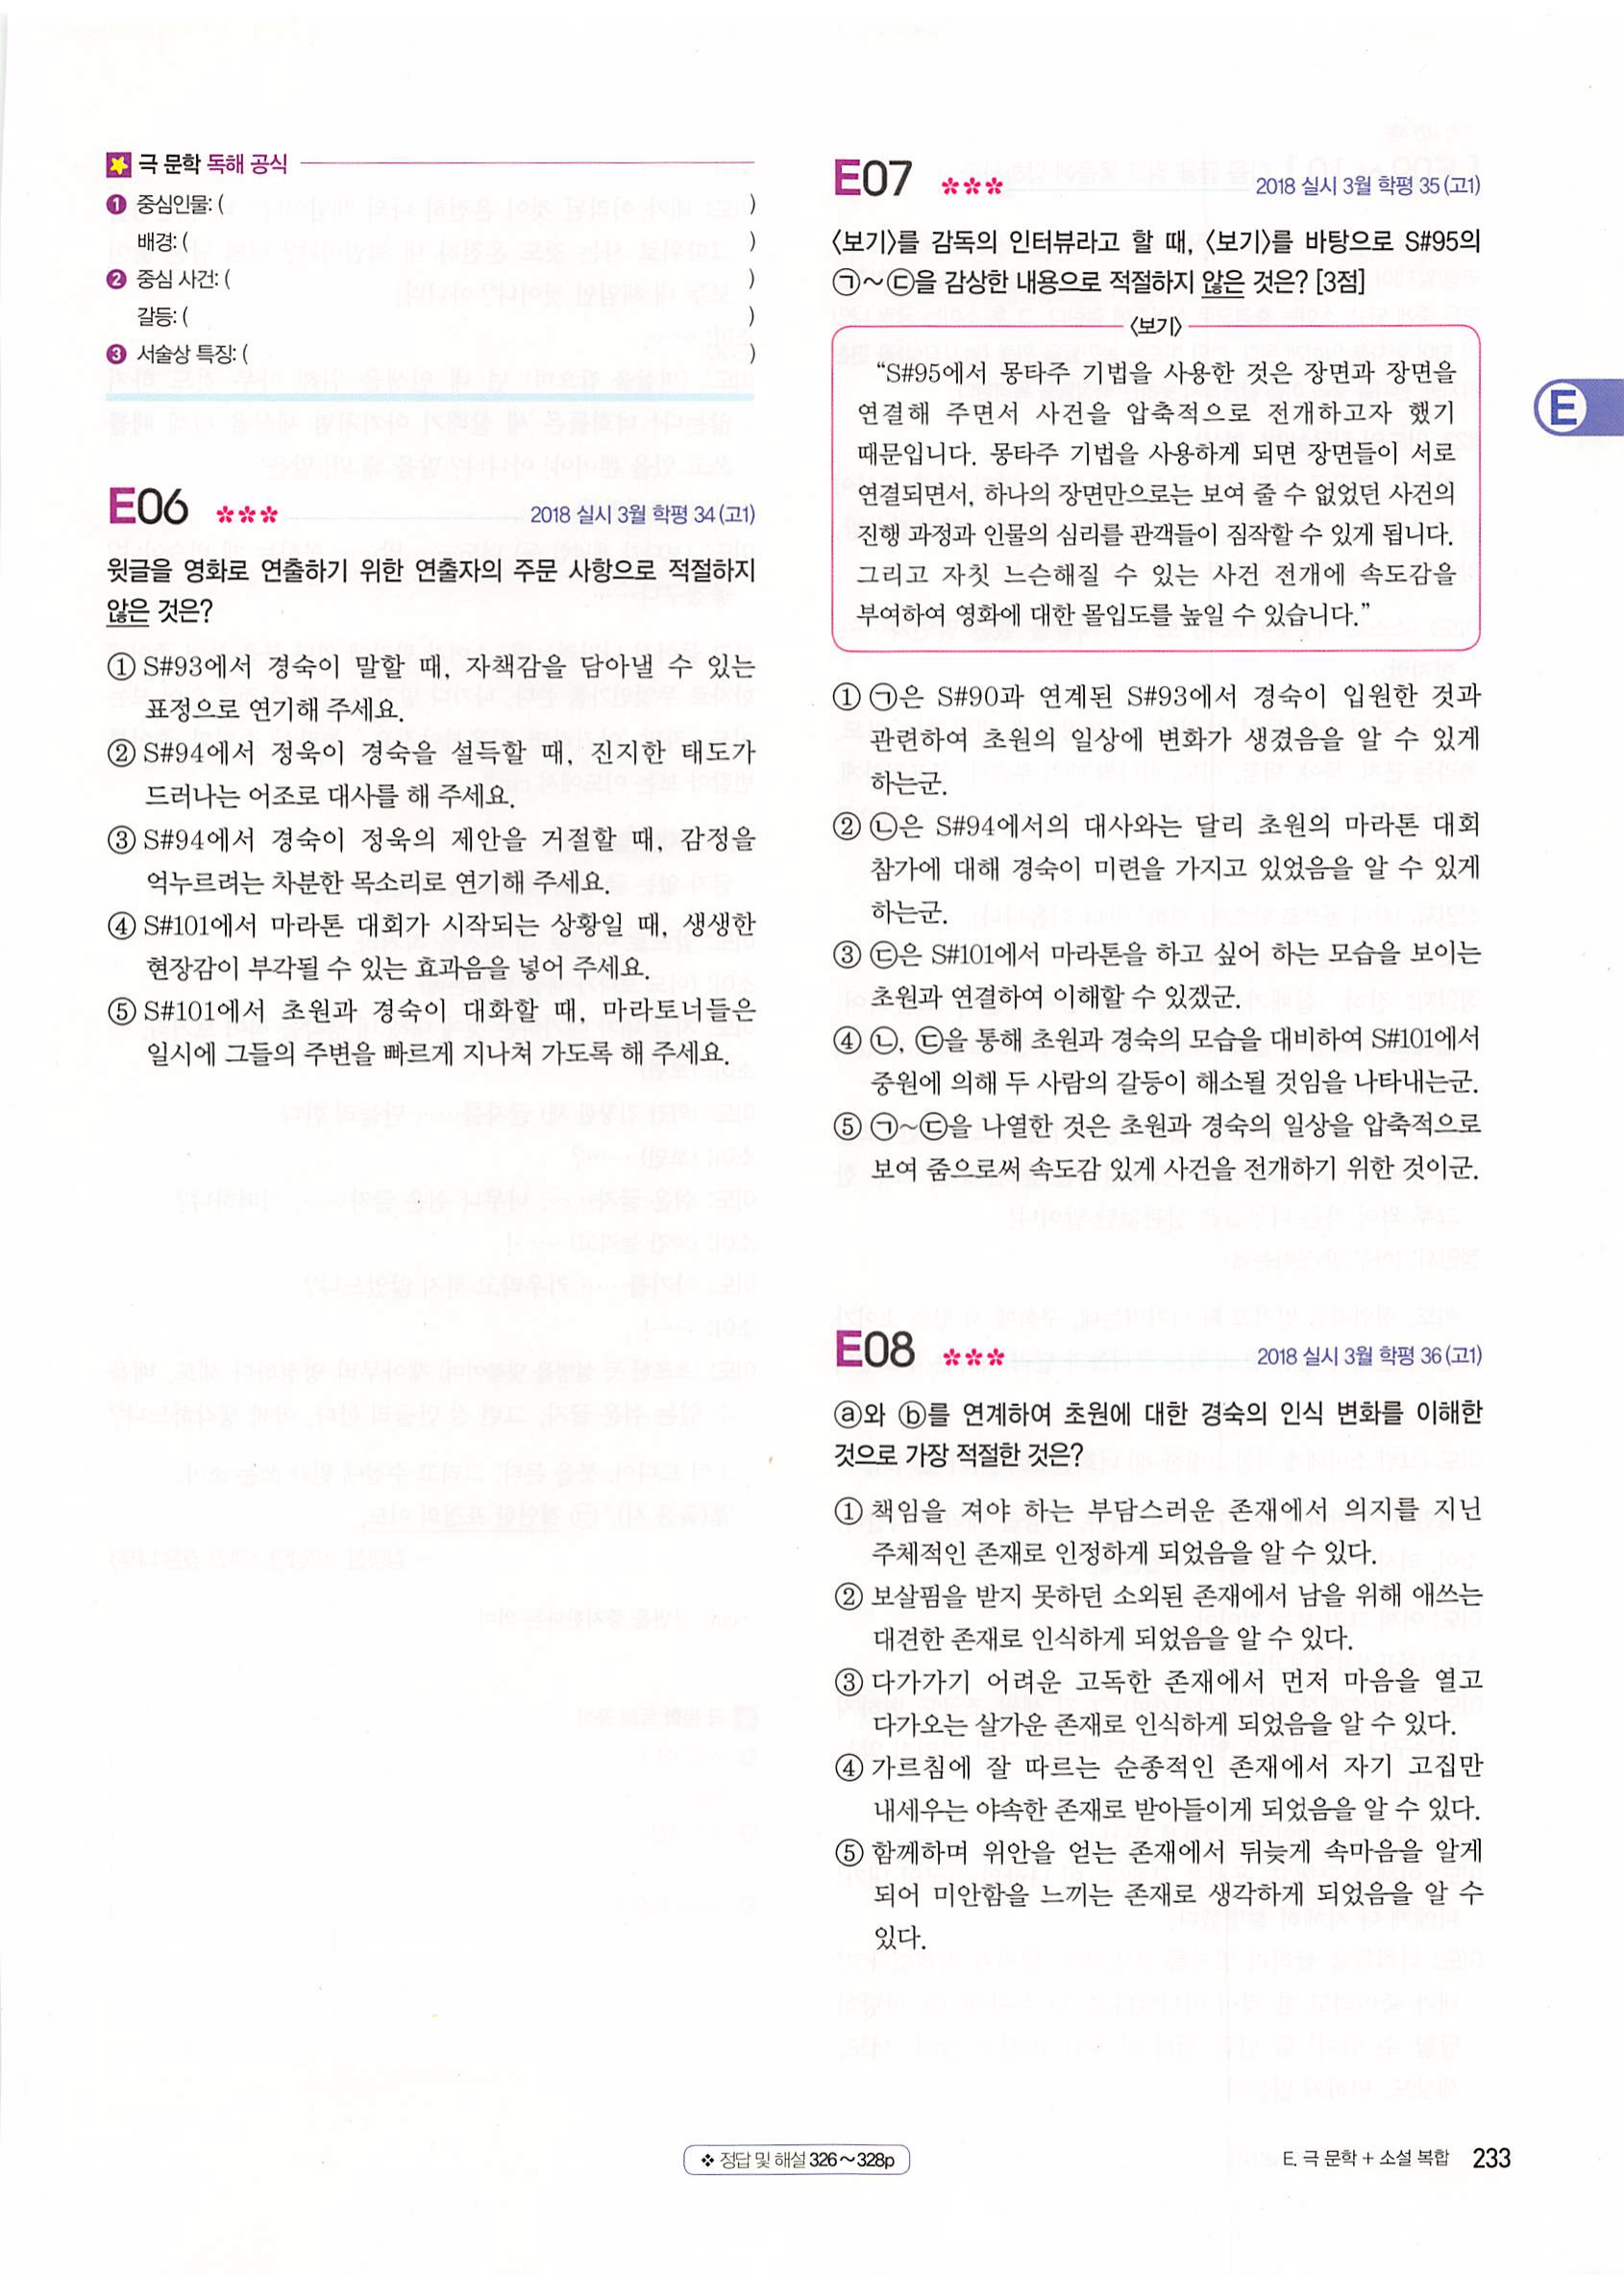 극 문학 독해 공식
❶ 중심인물: ( )
배경: ( )
❷ 중심 사건: ( )
갈등: ( )
❸ 서술상 특징: ( )
E06 ✽✽✽ 2018 실시 3월 학평 34 (고1)
윗글을 영화로 연출하기 위한 연출자의 주문 사항으로 적절하지
않은 것은?
① S#93에서 경숙이 말할 때, 자책감을 담아낼 수 있는
표정으로 연기해 주세요.
② S#94에서 정욱이 경숙을 설득할 때, 진지한 태도가
드러나는 어조로 대사를 해 주세요.
③ S#94에서 경숙이 정욱의 제안을 거절할 때, 감정을
억누르려는 차분한 목소리로 연기해 주세요.
④ S#101에서 마라톤 대회가 시작되는 상황일 때, 생생한
현장감이 부각될 수 있는 효과음을 넣어 주세요.
⑤ S#101에서 초원과 경숙이 대화할 때, 마라토너들은
일시에 그들의 주변을 빠르게 지나쳐 가도록 해 주세요.
E07 ✽✽✽ 2018 실시 3월 학평 35 (고1)
〈보기〉를 감독의 인터뷰라고 할 때, 〈보기〉를 바탕으로 S#95의
㉠~㉢을 감상한 내용으로 적절하지 않은 것은? [3점]
〈보기〉
“S#95에서 몽타주 기법을 사용한 것은 장면과 장면을
연결해 주면서 사건을 압축적으로 전개하고자 했기
때문입니다. 몽타주 기법을 사용하게 되면 장면들이 서로
연결되면서, 하나의 장면만으로는 보여 줄 수 없었던 사건의
진행 과정과 인물의 심리를 관객들이 짐작할 수 있게 됩니다.
그리고 자칫 느슨해질 수 있는 사건 전개에 속도감을
부여하여 영화에 대한 몰입도를 높일 수 있습니다.”
① ㉠은 S#90과 연계된 S#93에서 경숙이 입원한 것과
관련하여 초원의 일상에 변화가 생겼음을 알 수 있게
하는군.
② ㉡은 S#94에서의 대사와는 달리 초원의 마라톤 대회
참가에 대해 경숙이 미련을 가지고 있었음을 알 수 있게
하는군.
③ ㉢은 S#101에서 마라톤을 하고 싶어 하는 모습을 보이는
초원과 연결하여 이해할 수 있겠군.
④ ㉡, ㉢을 통해 초원과 경숙의 모습을 대비하여 S#101에서
중원에 의해 두 사람의 갈등이 해소될 것임을 나타내는군.
⑤ ㉠~㉢을 나열한 것은 초원과 경숙의 일상을 압축적으로
보여 줌으로써 속도감 있게 사건을 전개하기 위한 것이군.
E08 ✽✽✽ 2018 실시 3월 학평 36 (고1)
ⓐ와 ⓑ를 연계하여 초원에 대한 경숙의 인식 변화를 이해한
것으로 가장 적절한 것은?
① 책임을 져야 하는 부담스러운 존재에서 의지를 지닌
주체적인 존재로 인정하게 되었음을 알 수 있다.
② 보살핌을 받지 못하던 소외된 존재에서 남을 위해 애쓰는
대견한 존재로 인식하게 되었음을 알 수 있다.
③ 다가가기 어려운 고독한 존재에서 먼저 마음을 열고
다가오는 살가운 존재로 인식하게 되었음을 알 수 있다.
④ 가르침에 잘 따르는 순종적인 존재에서 자기 고집만
내세우는 야속한 존재로 받아들이게 되었음을 알 수 있다.
⑤ 함께하며 위안을 얻는 존재에서 뒤늦게 속마음을 알게
되어 미안함을 느끼는 존재로 생각하게 되었음을 알 수
있다.
E
❖ 정답 및 해설 326~328p
E. 극 문학 + 소설 복합 233